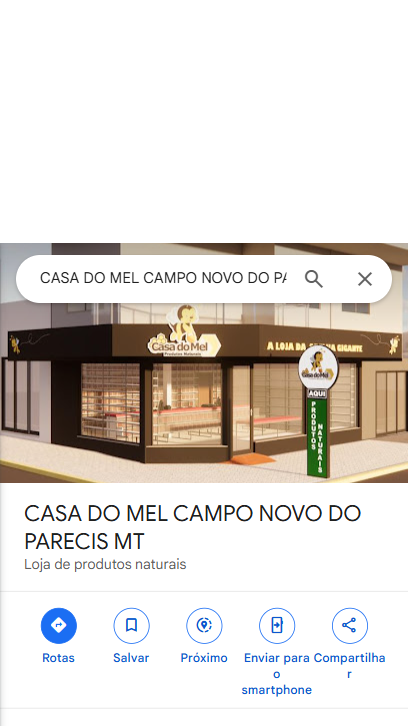 CASA DO MEL CAMPO NOVO DO PA
Casa do Mel
Produtos Naturais
A LOJA DA
GIGANTE
Casa do Mel
AQUI
PRODUTOS
NATURAIS
CASA DO MEL CAMPO NOVO DO
PARECIS MT
Loja de produtos naturais
Rotas
Salvar
Próximo
Enviar para o smartphone
Compartilhar